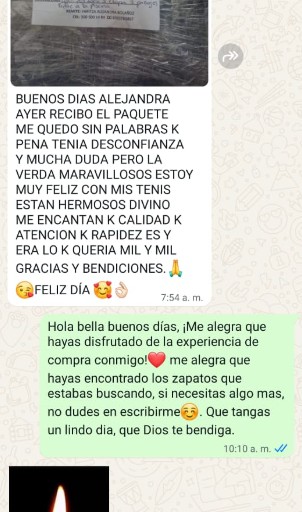 BUENOS DIAS ALEJANDRA
AYER RECIBO EL PAQUETE
ME QUEDO SIN PALABRAS K
PENA TENIA DESCONFIANZA
Y MUCHA DUDA PERO LA
VERDA MARAVILLOSOS ESTOY
MUY FELIZ CON MIS TENIS
ESTAN HERMOSOS DIVINO
ME ENCANTAN K CALIDAD K
ATENCION K RAPIDEZ ES Y
ERA LO K QUERIA MIL Y MIL
GRACIAS Y BENDICIONES.🙏
😘FELIZ DÍA 🥰👌🏻
7:54 a. m.
Hola bella buenos días, ¡Me alegra que
hayas disfrutado de la experiencia de
compra conmigo!❤️ me alegra que
hayas encontrado los zapatos que
estabas buscando, si necesitas algo mas,
no dudes en escribirme☺️. Que tangas
un lindo dia, que Dios te bendiga.
10:10 a. m.